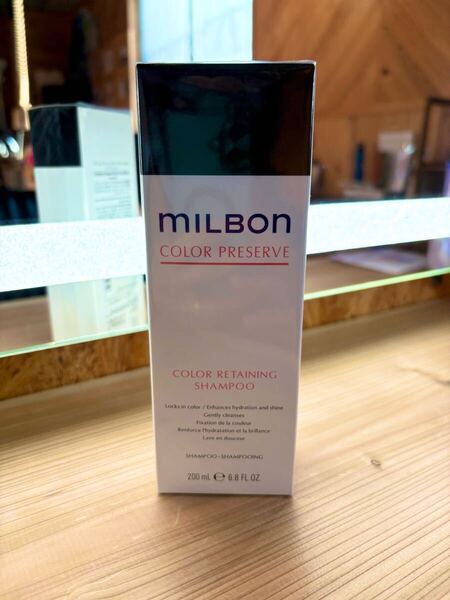 MILBON
COLOR PRESERVE
COLOR RETAINING
SHAMPOO
Locks in color / Enhances hydration and shine
Gently cleanses
Fixation de la couleur
Renforce l'hydratation et la brillance
Lave en douceur
SHAMPOO • SHAMPOOING
200 mL ℮ 6.8 FL OZ.